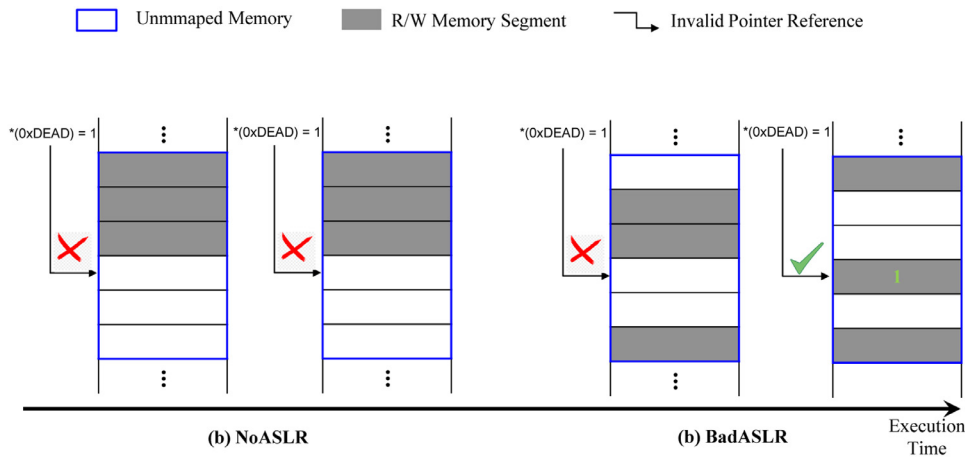 Unmmaped Memory
R/W Memory Segment
Invalid Pointer Reference
*(0xDEAD) = 1
*(0xDEAD) = 1
*(0xDEAD) = 1
*(0xDEAD) = 1
1
(b) NoASLR
(b) BadASLR
Execution
Time